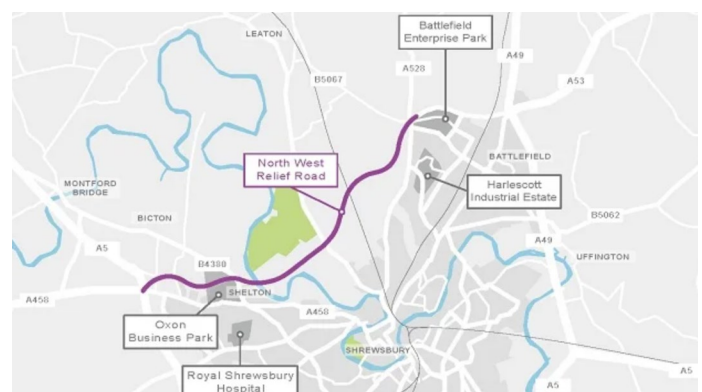 Battlefield
Enterprise Park
LEATON
A49
A528
B5067
A53
BATTLEFIELD
North West
Relief Road
Harlescott
Industrial Estate
MONTFORD
BRIDGE
BICTON
B5062
A5
A49
UFFINGTON
B4380
SHELTON
A458
A458
Oxon
Business Park
SHREWSBURY
A5
Royal Shrewsbury
Hospital
A5